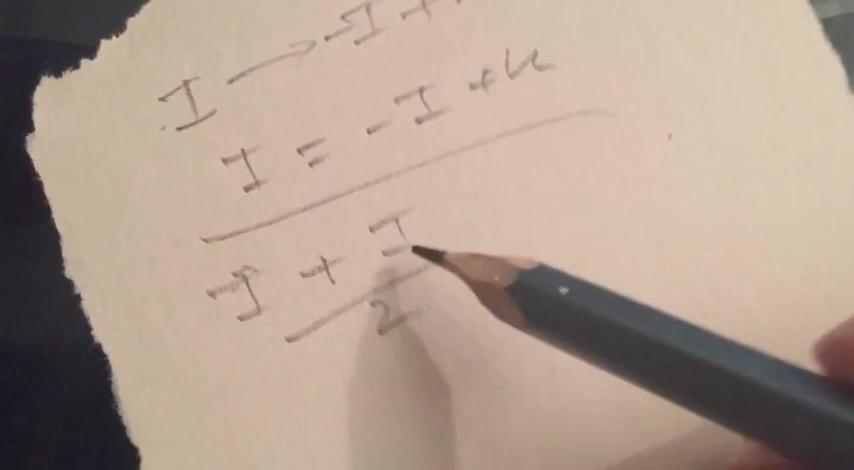 I → -I +
I = -I + k
I + I
2